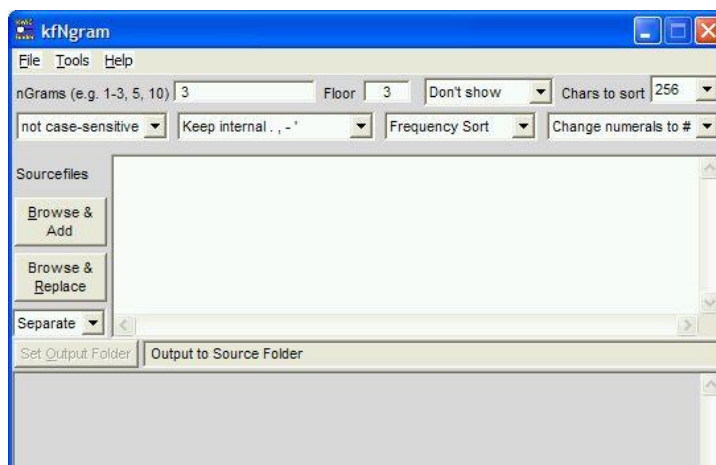 kfNgram
File Tools Help
nGrams (e.g. 1-3, 5, 10) 3 Floor 3 Don't show Chars to sort 256
not case-sensitive Keep internal . , - ' Frequency Sort Change numerals to #
Sourcefiles
Browse &
Add
Browse &
Replace
Separate
Set Output Folder Output to Source Folder